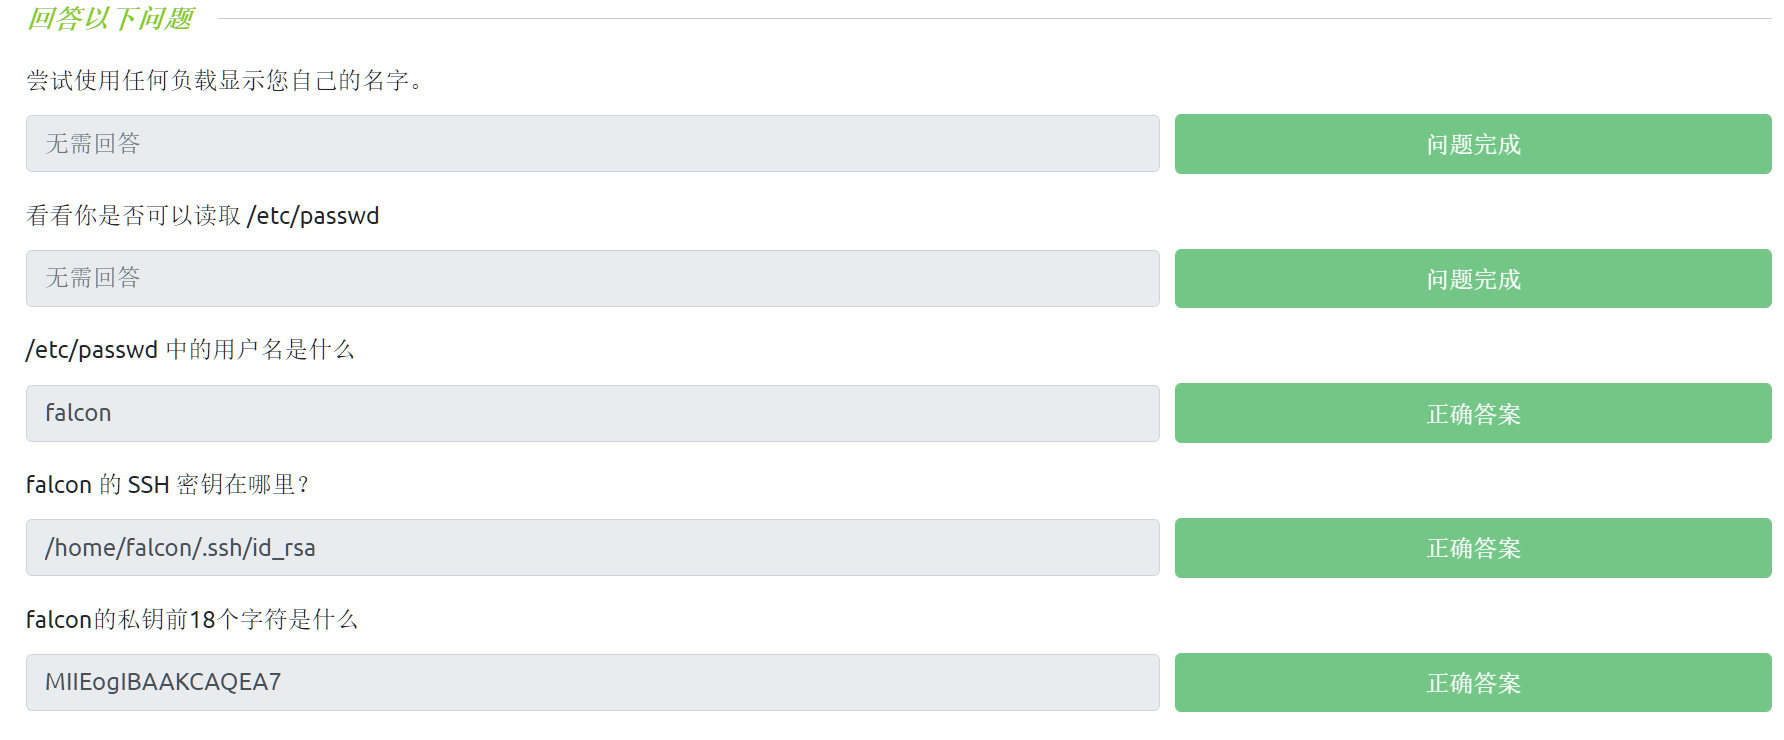 回答以下问题
尝试使用任何负载显示您自己的名字。
无需回答
问题完成
看看你是否可以读取 /etc/passwd
无需回答
问题完成
/etc/passwd 中的用户名是什么
falcon
正确答案
falcon 的 SSH 密钥在哪里?
/home/falcon/.ssh/id_rsa
正确答案
falcon的私钥前18个字符是什么
MIIEogIBAAKCAQEA7
正确答案